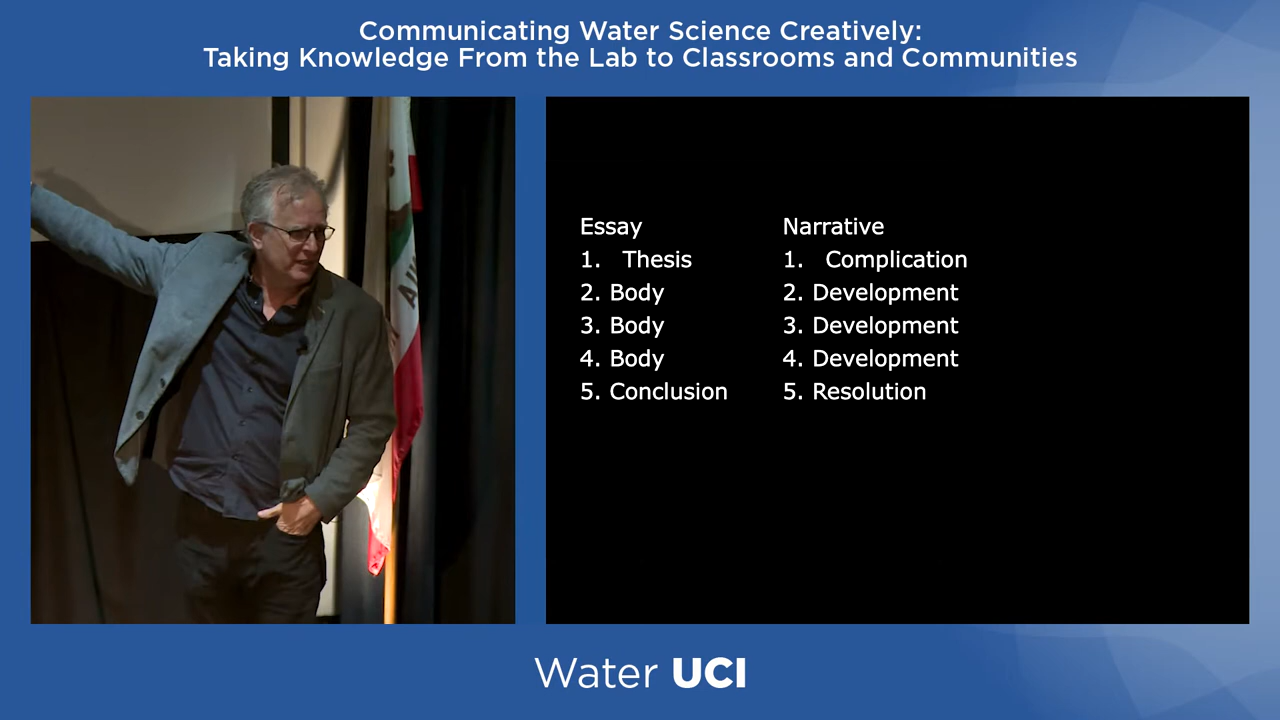 Communicating Water Science Creatively:
Taking Knowledge From the Lab to Classrooms and Communities
Essay
1. Thesis
2. Body
3. Body
4. Body
5. Conclusion
Narrative
1. Complication
2. Development
3. Development
4. Development
5. Resolution
Water UCI